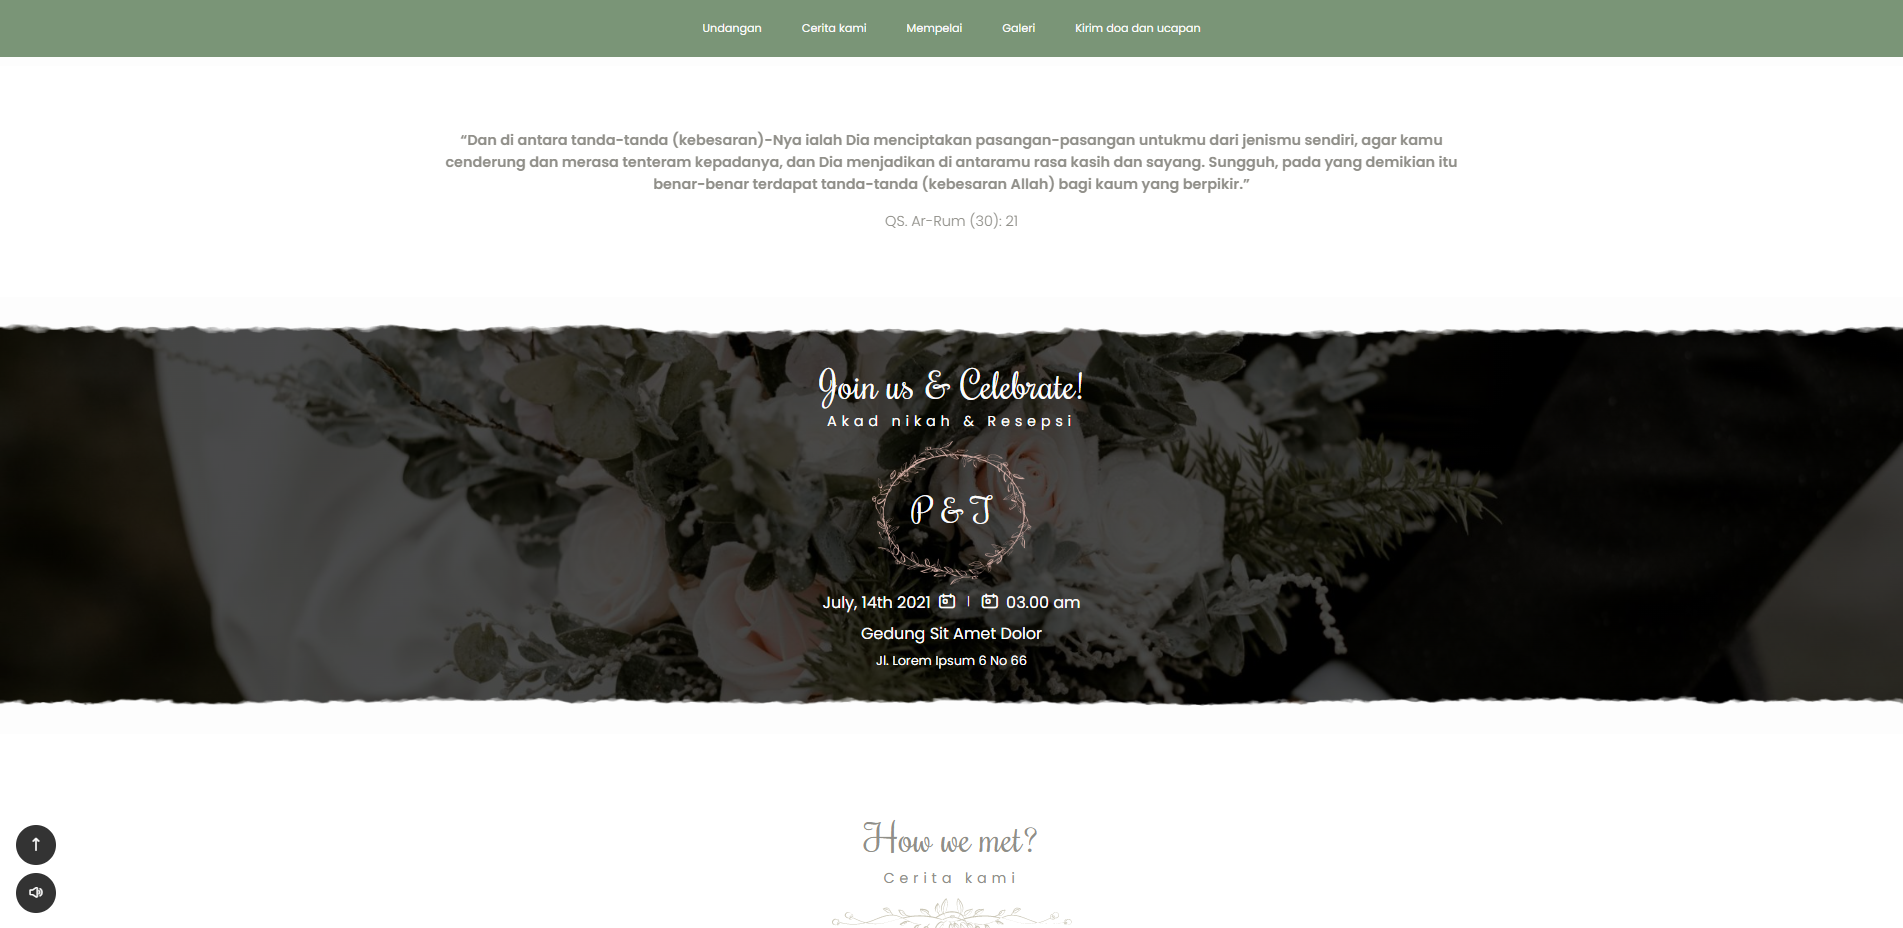 Undangan Cerita kami Mempelai Galeri Kirim doa dan ucapan
“Dan di antara tanda-tanda (kebesaran)-Nya ialah Dia menciptakan pasangan-pasangan untukmu dari jenismu sendiri, agar kamu
cenderung dan merasa tenteram kepadanya, dan Dia menjadikan di antaramu rasa kasih dan sayang. Sungguh, pada yang demikian itu
benar-benar terdapat tanda-tanda (kebesaran Allah) bagi kaum yang berpikir.”
QS. Ar-Rum (30): 21
Join us & Celebrate!
Akad nikah & Resepsi
P & T
July, 14th 2021 | 03.00 am
Gedung Sit Amet Dolor
Jl. Lorem Ipsum 6 No 66
How we met?
Cerita kami